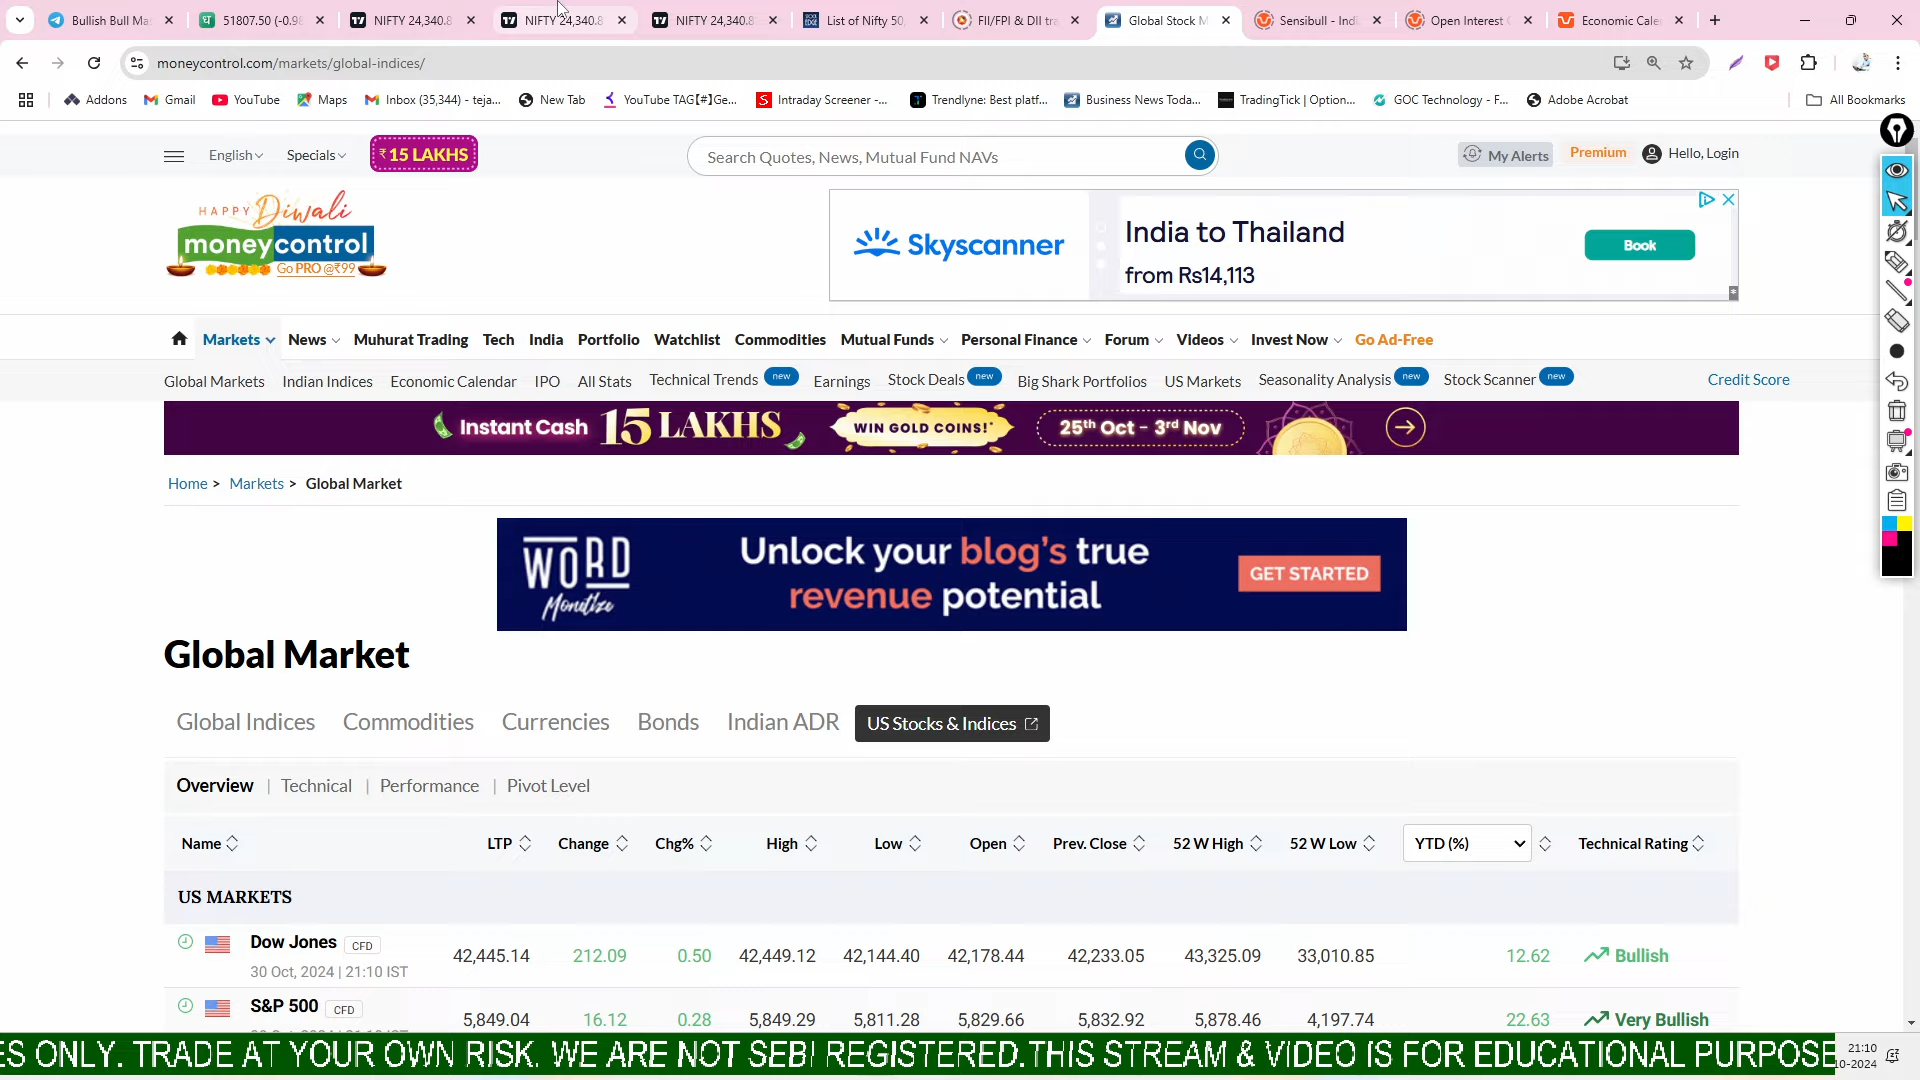 Bullish Bull Ma
51807.50 (-0.98
NIFTY 24,340.8
NIFTY 24,340.8
NIFTY 24,340.8
List of Nifty 50
FII/FPI & DII tra
Global Stock M
Sensibull - Indi
Open Interest
Economic Cale
moneycontrol.com/markets/global-indices/
Addons
Gmail
YouTube
Maps
Inbox (35,344) - teja...
New Tab
YouTube TAG【#】Ge...
Intraday Screener -...
Trendlyne: Best platf...
Business News Toda...
TradingTick | Option...
GOC Technology - F...
Adobe Acrobat
All Bookmarks
English
Specials
₹15 LAKHS
Search Quotes, News, Mutual Fund NAVs
My Alerts
Premium
Hello, Login
HAPPY Diwali
moneycontrol
Go PRO @₹99
Skyscanner
India to Thailand
from Rs14,113
Book
Markets News Muhurat Trading Tech India Portfolio Watchlist Commodities Mutual Funds Personal Finance Forum Videos Invest Now Go Ad-Free
Global Markets Indian Indices Economic Calendar IPO All Stats Technical Trends new Earnings Stock Deals new Big Shark Portfolios US Markets Seasonality Analysis new Stock Scanner new Credit Score
Instant Cash 15 LAKHS WIN GOLD COINS!* 25th Oct - 3rd Nov
Home > Markets > Global Market
WORD
Monetize
Unlock your blog's true
revenue potential
GET STARTED
Global Market
Global Indices Commodities Currencies Bonds Indian ADR US Stocks & Indices
Overview | Technical | Performance | Pivot Level
Name LTP Change Chg% High Low Open Prev. Close 52 W High 52 W Low YTD (%) Technical Rating
US MARKETS
Dow Jones CFD 42,445.14 212.09 0.50 42,449.12 42,144.40 42,178.44 42,233.05 43,325.09 33,010.85 12.62 Bullish
30 Oct, 2024 | 21:10 IST
S&P 500 CFD 5,849.04 16.12 0.28 5,849.29 5,811.28 5,829.66 5,832.92 5,878.46 4,197.74 22.63 Very Bullish
ES ONLY. TRADE AT YOUR OWN RISK. WE ARE NOT SEBI REGISTERED. THIS STREAM & VIDEO IS FOR EDUCATIONAL PURPOSE
21:10
10-2024